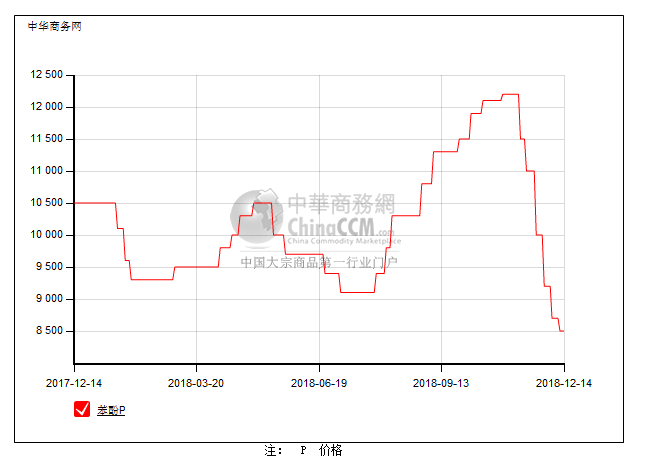 中华商务网
12 500
12 000
11 500
11 000
10 500
10 000
9 500
9 000
8 500
中華商務網
ChinaCCM.com
China Commodity Marketplace
中国大宗商品第一行业门户
2017-12-14 2018-03-20 2018-06-19 2018-09-13 2018-12-14
苯酚P
注： P 价格